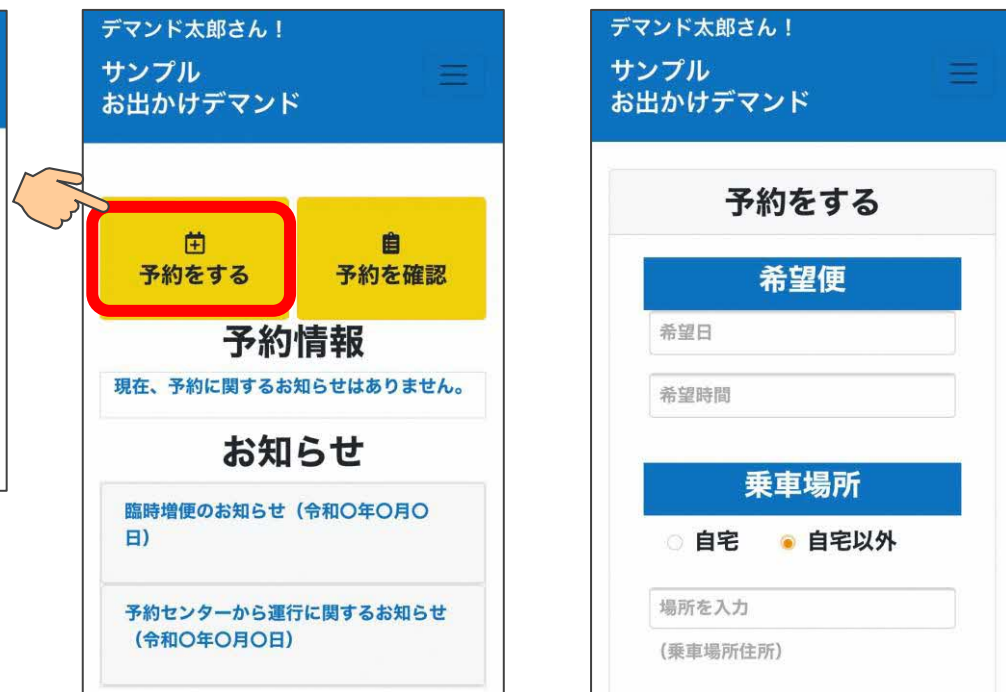 デマンド太郎さん！
サンプル
お出かけデマンド
予約をする
予約を確認
予約情報
現在、予約に関するお知らせはありません。
お知らせ
臨時増便のお知らせ（令和〇年〇月〇
日）
予約センターから運行に関するお知らせ
（令和〇年〇月〇日）
デマンド太郎さん！
サンプル
お出かけデマンド
予約をする
希望便
希望日
希望時間
乗車場所
自宅
自宅以外
場所を入力
（乗車場所住所）